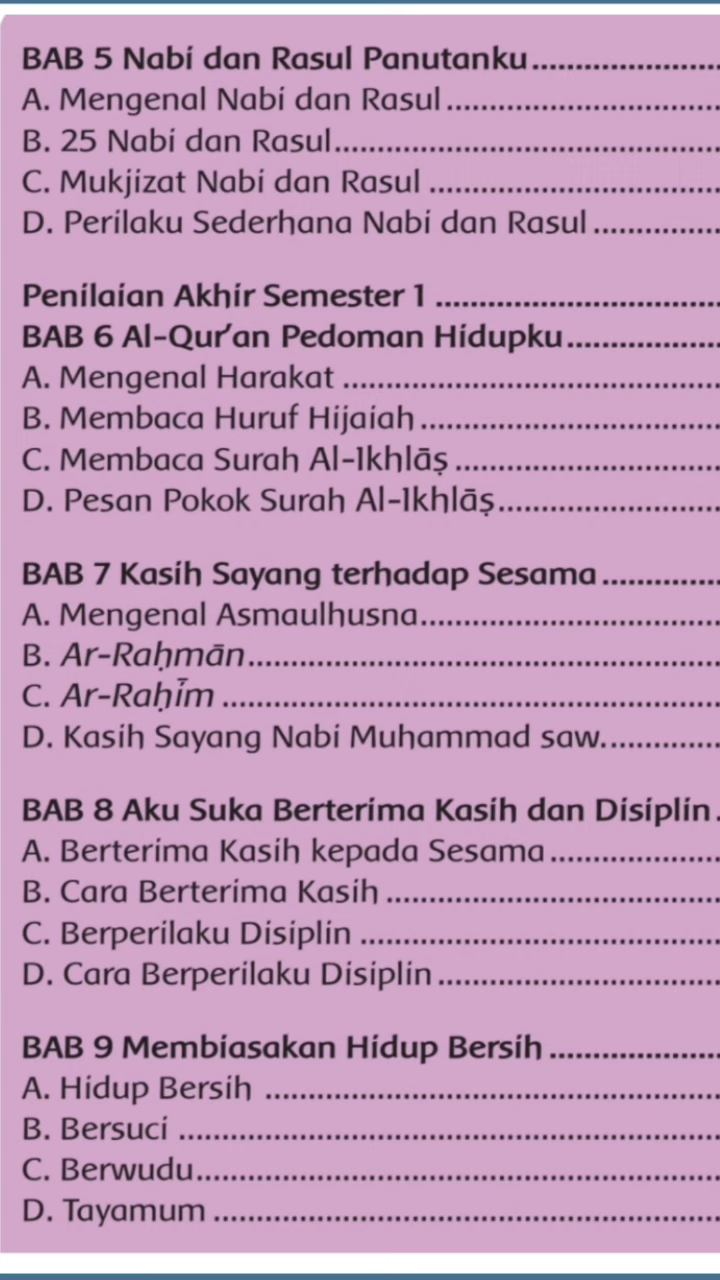 BAB 5 Nabi dan Rasul Panutanku......................
A. Mengenal Nabi dan Rasul................................
B. 25 Nabi dan Rasul.............................................
C. Mukjizat Nabi dan Rasul..................................
D. Perilaku Sederhana Nabi dan Rasul...............
Penilaian Akhir Semester 1.................................
BAB 6 Al-Qur’an Pedoman Hidupku..................
A. Mengenal Harakat............................................
B. Membaca Huruf Hijaiah...................................
C. Membaca Surah Al-Ikhlāṣ...............................
D. Pesan Pokok Surah Al-Ikhlāṣ..........................
BAB 7 Kasih Sayang terhadap Sesama..............
A. Mengenal Asmaulhusna...................................
B. Ar-Raḥmān.......................................................
C. Ar-Raḥīm..........................................................
D. Kasih Sayang Nabi Muhammad saw..............
BAB 8 Aku Suka Berterima Kasih dan Disiplin.
A. Berterima Kasih kepada Sesama....................
B. Cara Berterima Kasih.......................................
C. Berperilaku Disiplin..........................................
D. Cara Berperilaku Disiplin.................................
BAB 9 Membiasakan Hidup Bersih....................
A. Hidup Bersih.....................................................
B. Bersuci...............................................................
C. Berwudu.............................................................
D. Tayamum...........................................................